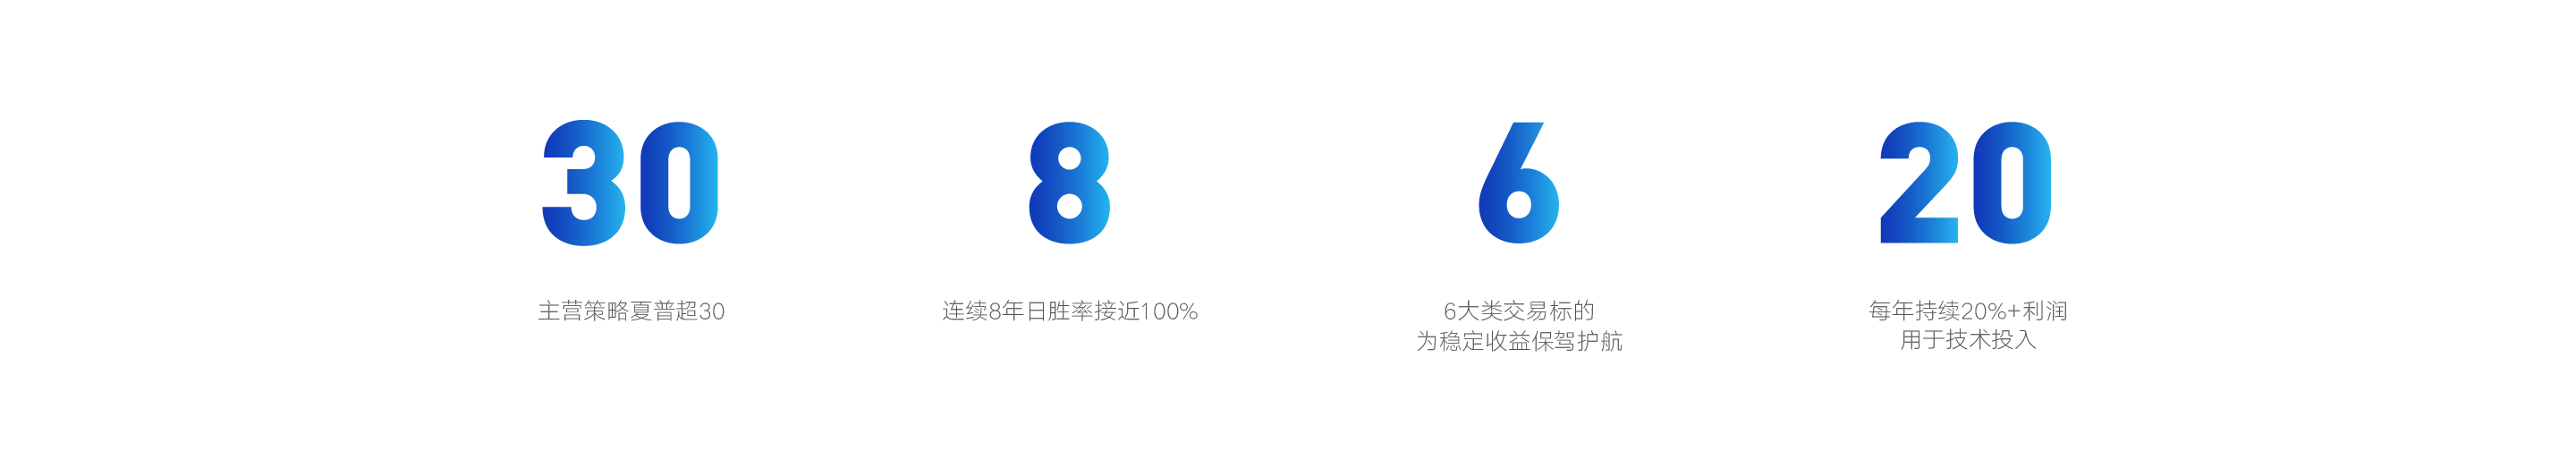 30
主营策略夏普超30
8
连续8年日胜率接近100%
6
6大类交易标的
为稳定收益保驾护航
20
每年持续20%+利润
用于技术投入